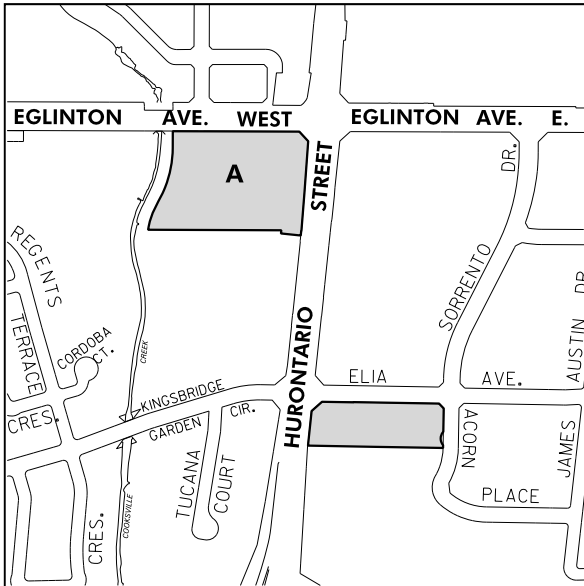 EGLINTON AVE. WEST
EGLINTON AVE. E.
A
STREET
DR.
SORRENTO
REGENTS
TERRACE
CORDOBA
CT.
CREEK
HURONTARIO
AUSTIN DR
ELIA AVE.
KINGSBRIDGE
GARDEN CIR.
CRES.
TUCANA
COURT
ACORN
PLACE
JAMES
COOKSVILLE
CRES.